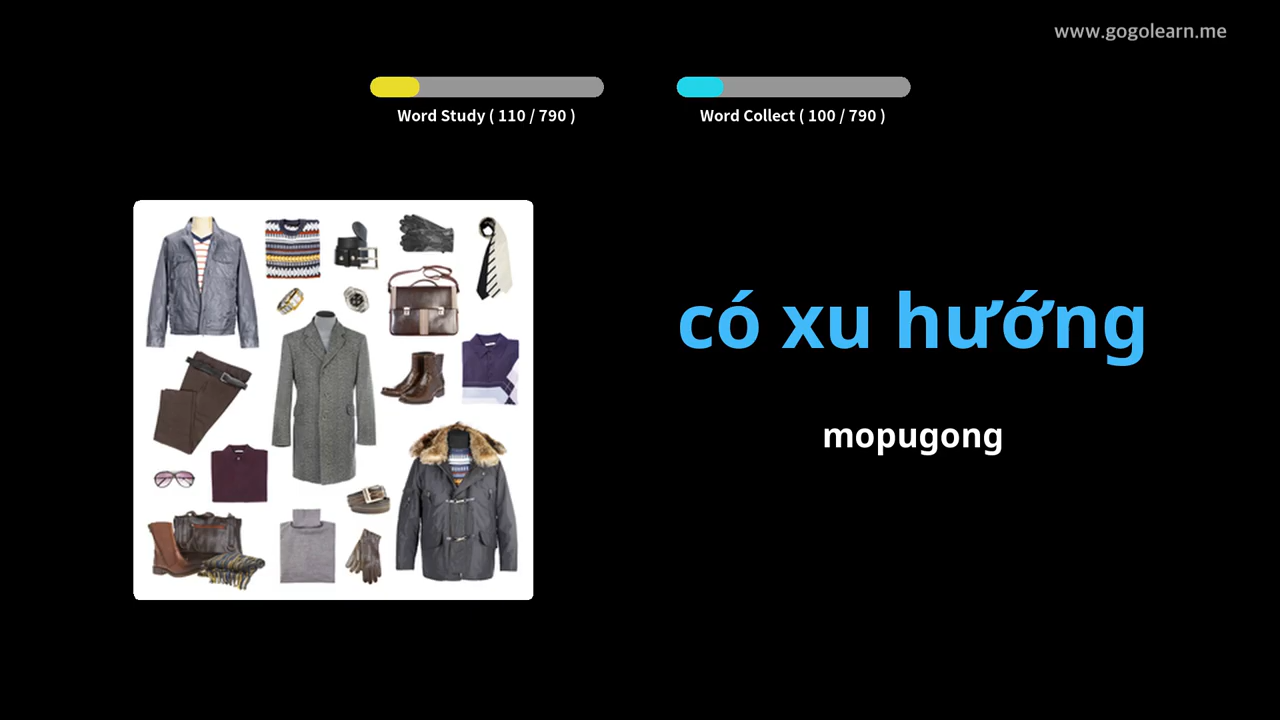 www.gogolearn.me
Word Study ( 110 / 790 )
Word Collect ( 100 / 790 )
có xu hướng
mopugong